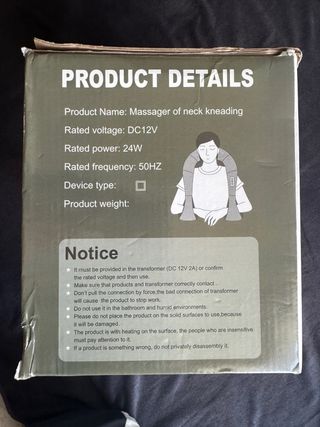 PRODUCT DETAILS
Product Name: Massager of neck kneading
Rated voltage: DC12V
Rated power: 24W
Rated frequency: 50HZ
Device type:
Product weight:
Notice
It must be provided in the transformer (DC 12V 2A) or confirm
the rated voltage and then use.
Make sure that products and transformer correctly contact .
Don't pull the connection by force,the bad connection of transformer
will cause the product to stop work.
Do not use it in the bathroom and humid environments.
Please do not place the product on the solid surfaces to use,because
it will be damaged.
The product is with heating on the surface, the people who are insensitive
must pay attention to it.
If a product is something wrong, do not privately disassembly it.